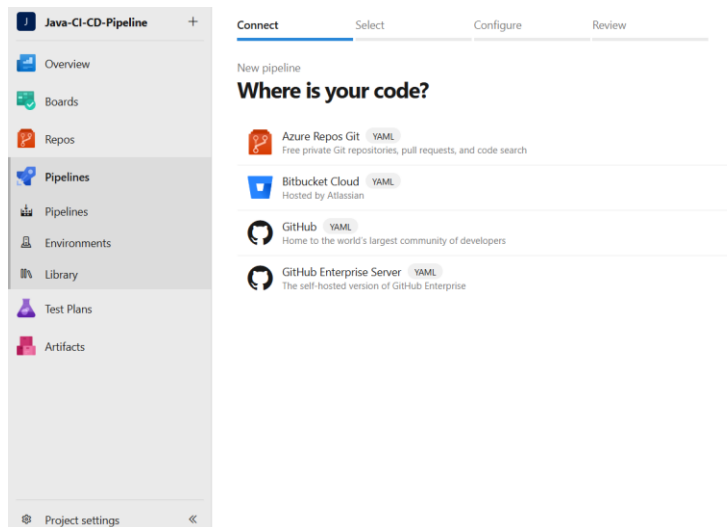 J Java-CI-CD-Pipeline +
Overview
Boards
Repos
Pipelines
Pipelines
Environments
Library
Test Plans
Artifacts
Project settings
Connect Select Configure Review
New pipeline
Where is your code?
Azure Repos Git YAML
Free private Git repositories, pull requests, and code search
Bitbucket Cloud YAML
Hosted by Atlassian
GitHub YAML
Home to the world's largest community of developers
GitHub Enterprise Server YAML
The self-hosted version of GitHub Enterprise